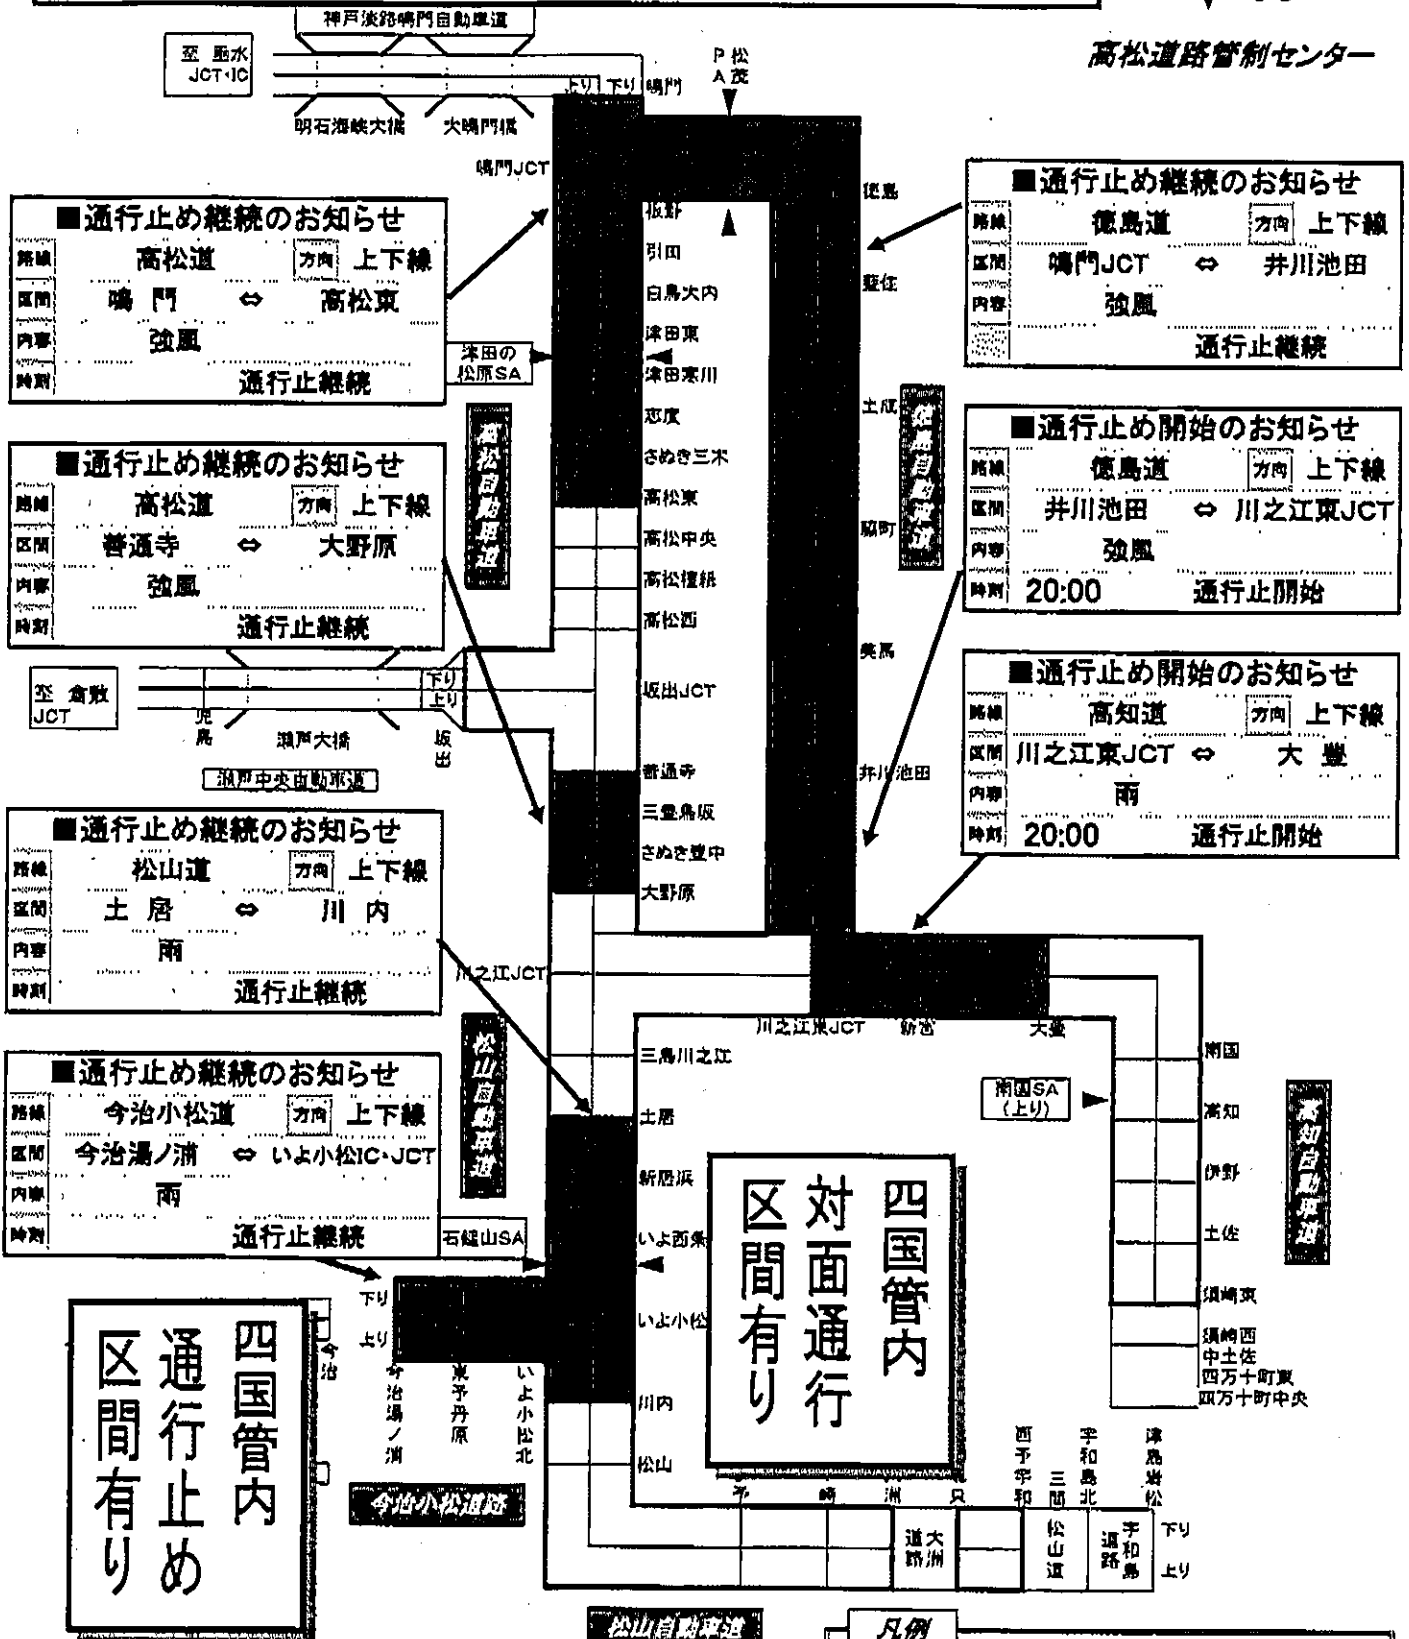 神戸淡路鳴門自動車道
至 垂水
JCT・IC
高松道路管制センター
松茂
PA
上り 下り 鳴門
明石海峡大橋 大鳴門橋
鳴門JCT
徳島
板野
引田
藍住
白鳥大内
津田東
津田の
松原SA
津田寒川
志度
土成
さぬき三木
高松東
脇町
高松中央
高松檀紙
高松西
美馬
坂出JCT
善通寺
井川池田
三豊鳥坂
さぬき豊中
大野原
■通行止め継続のお知らせ
路線 高松道 方向 上下線
区間 鳴 門 ⇔ 高松東
内容 強風
時刻 通行止継続
■通行止め継続のお知らせ
路線 高松道 方向 上下線
区間 善通寺 ⇔ 大野原
内容 強風
時刻 通行止継続
高松自動車道
■通行止め継続のお知らせ
路線 徳島道 方向 上下線
区間 鳴門JCT ⇔ 井川池田
内容 強風
通行止継続
■通行止め開始のお知らせ
路線 徳島道 方向 上下線
区間 井川池田 ⇔ 川之江東JCT
内容 強風
時刻 20:00 通行止開始
徳島自動車道
■通行止め開始のお知らせ
路線 高知道 方向 上下線
区間 川之江東JCT ⇔ 大 豊
内容 雨
時刻 20:00 通行止開始
至 倉敷
JCT
下り
上り
児島
瀬戸大橋
坂出
瀬戸中央自動車道
■通行止め継続のお知らせ
路線 松山道 方向 上下線
区間 土 居 ⇔ 川 内
内容 雨
時刻 通行止継続
■通行止め継続のお知らせ
路線 今治小松道 方向 上下線
区間 今治湯ノ浦 ⇔ いよ小松IC・JCT
内容 雨
時刻 通行止継続
川之江JCT
川之江東JCT 新宮 大豊
三島川之江
南国
南国SA
(上り)
高知
土居
松山自動車道
高知自動車道
新居浜
伊野
いよ西条
土佐
石鎚山SA
須崎東
いよ小松
須崎西
中土佐
四万十町東
四万十町中央
下り
上り
今治
今治湯ノ浦
東予丹原
いよ小松北
川内
松山
四国管内
対面通行
区間有り
四国管内
通行止め
区間有り
今治小松道路
西予宇和
三間
宇和島北
津島岩松
大洲
道路
松山道
宇和島
道路
下り
上り
松山自動車道
凡例